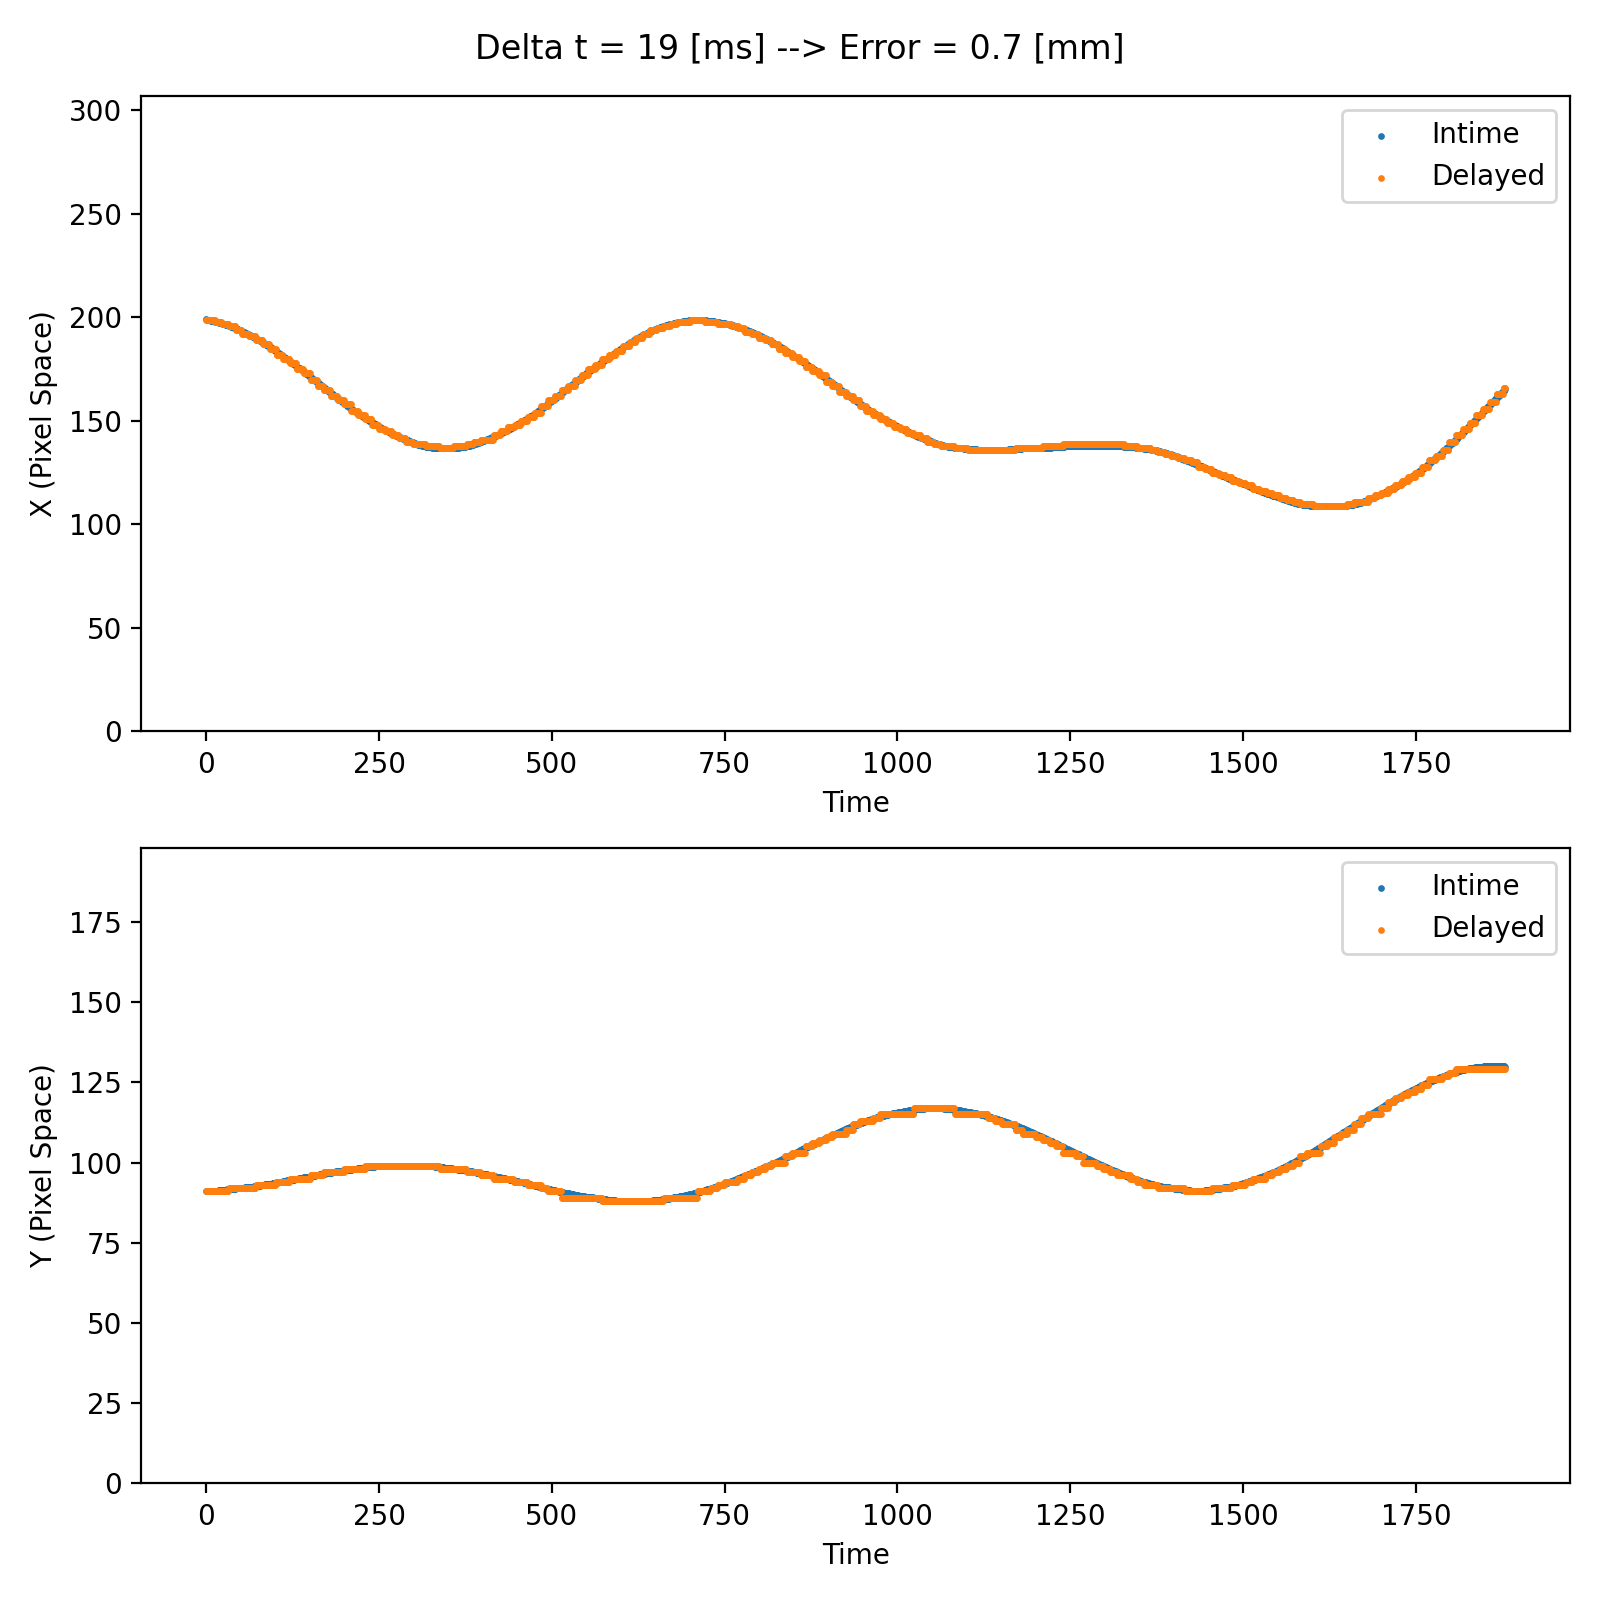 Delta t = 19 [ms] --> Error = 0.7 [mm]
300
250
200
150
100
50
0
X (Pixel Space)
Intime
Delayed
0 250 500 750 1000 1250 1500 1750
Time
175
150
125
100
75
50
25
0
Y (Pixel Space)
Intime
Delayed
0 250 500 750 1000 1250 1500 1750
Time